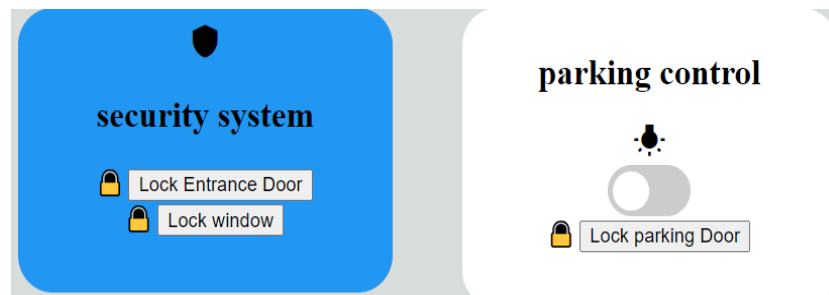 security system
Lock Entrance Door
Lock window
parking control
Lock parking Door